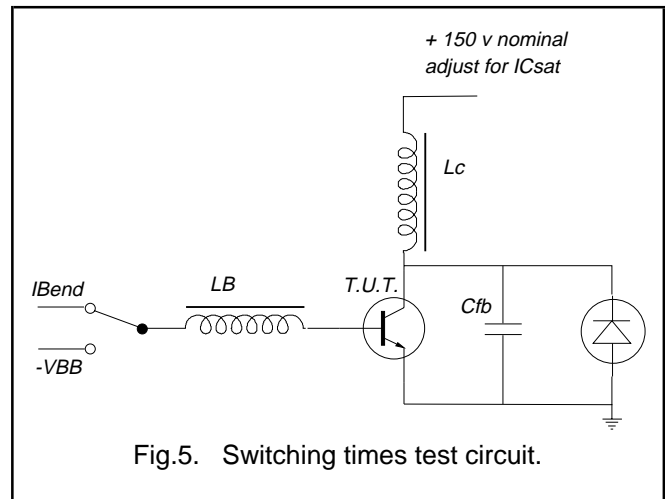 + 150 v nominal
adjust for ICsat
Lc
IBend
LB
T.U.T.
Cfb
-VBB
Fig.5. Switching times test circuit.